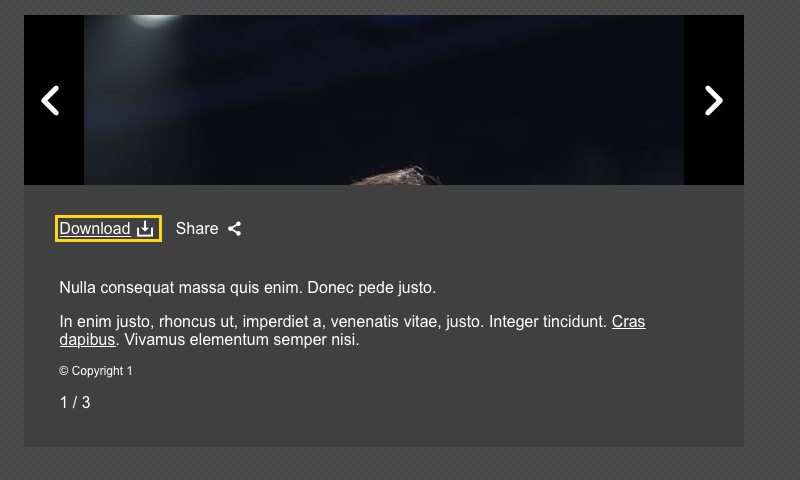 Download Share
Nulla consequat massa quis enim. Donec pede justo.
In enim justo, rhoncus ut, imperdiet a, venenatis vitae, justo. Integer tincidunt. Cras
dapibus. Vivamus elementum semper nisi.
© Copyright 1
1 / 3